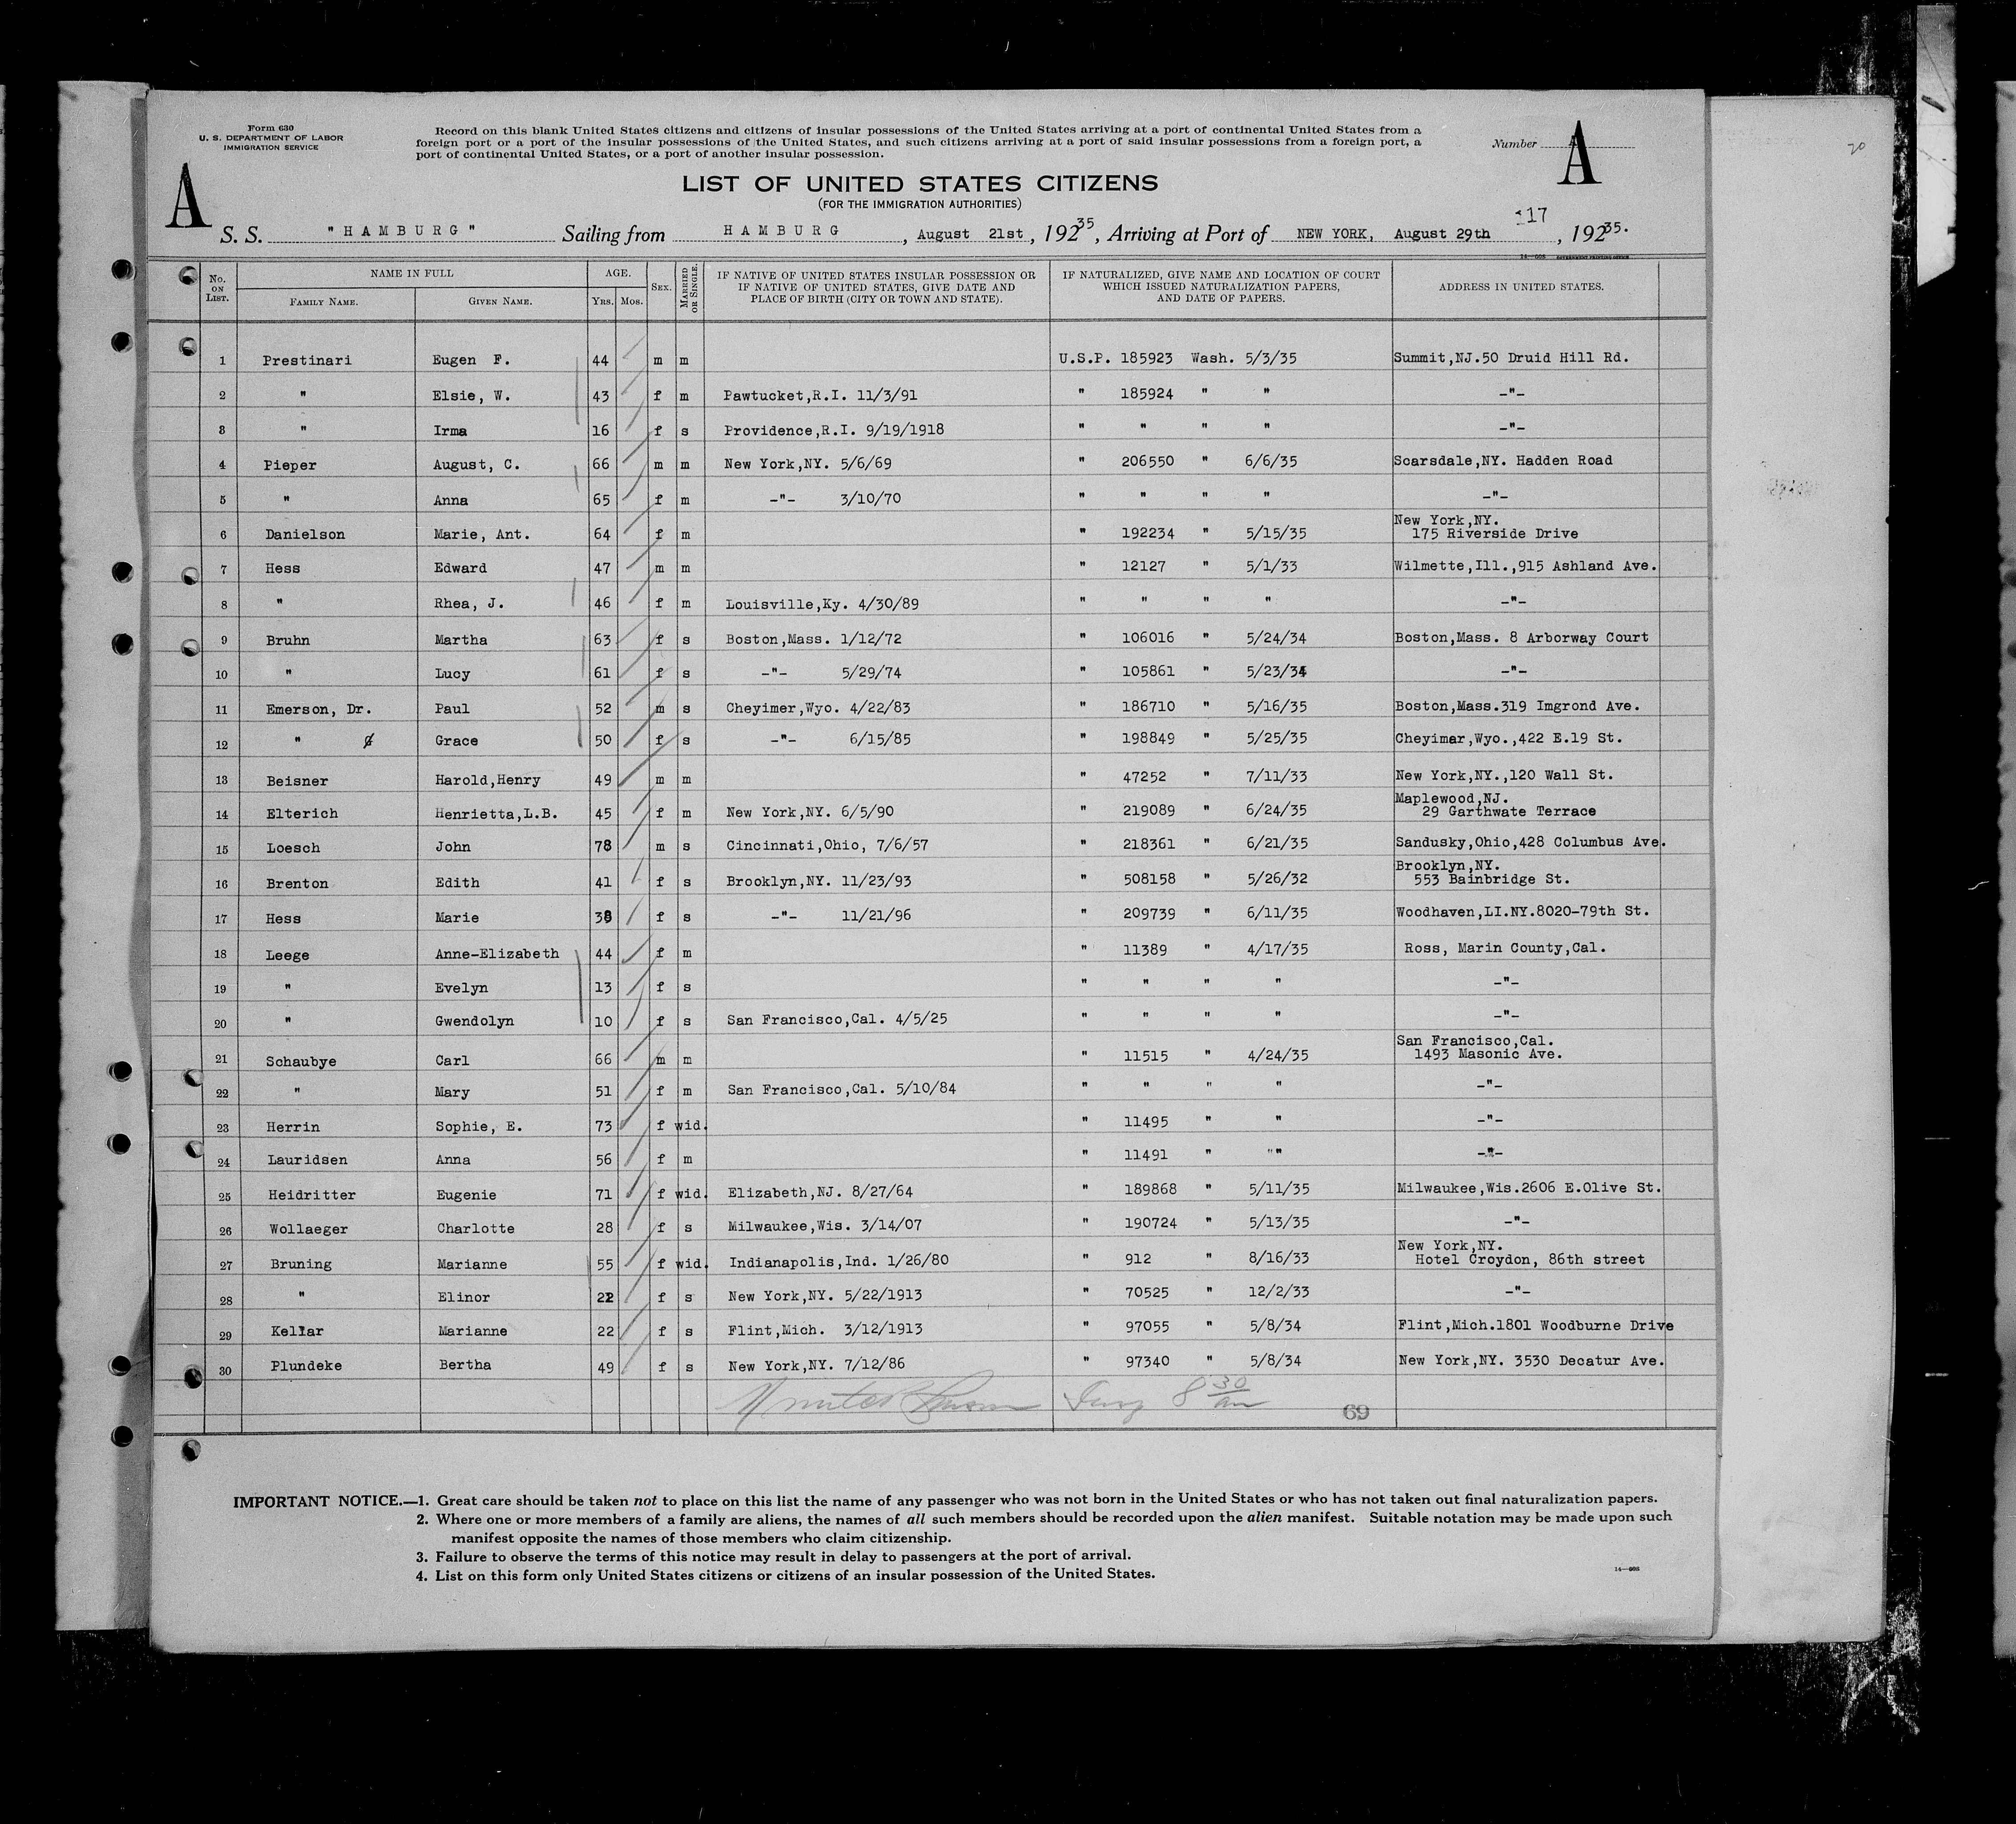 Form 630
U. S. DEPARTMENT OF LABOR
IMMIGRATION SERVICE
Record on this blank United States citizens and citizens of insular possessions of the United States arriving at a port of continental United States from a
foreign port or a port of the insular possessions of the United States, and such citizens arriving at a port of said insular possessions from a foreign port, a
port of continental United States, or a port of another insular possession.
Number
A
A
LIST OF UNITED STATES CITIZENS
(FOR THE IMMIGRATION AUTHORITIES)
S. S. "HAMBURG" Sailing from HAMBURG, August 21st, 19235, Arriving at Port of NEW YORK, August 29th 17, 19235.
No. ON LIST. NAME IN FULL AGE. SEX. MARRIED OR SINGLE. IF NATIVE OF UNITED STATES INSULAR POSSESSION OR IF NATIVE OF UNITED STATES, GIVE DATE AND PLACE OF BIRTH (CITY OR TOWN AND STATE). IF NATURALIZED, GIVE NAME AND LOCATION OF COURT WHICH ISSUED NATURALIZATION PAPERS, AND DATE OF PAPERS. ADDRESS IN UNITED STATES.
FAMILY NAME. GIVEN NAME. Yrs. Mos.
1 Prestinari Eugen F. 44 m m U.S.P. 185923 Wash. 5/3/35 Summit,NJ.50 Druid Hill Rd.
2 " Elsie, W. 43 f m Pawtucket,R.I. 11/3/91 " 185924 " " -"-
3 " Irma 16 f s Providence,R.I. 9/19/1918 " " " " -"-
4 Pieper August, C. 66 m m New York,NY. 5/6/69 " 206550 " 6/6/35 Scarsdale,NY. Hadden Road
5 " Anna 65 f m -"- 3/10/70 " " " " -"-
6 Danielson Marie, Ant. 64 f m " 192234 " 5/15/35 New York,NY.
175 Riverside Drive
7 Hess Edward 47 m m " 12127 " 5/1/33 Wilmette,Ill.,915 Ashland Ave.
8 " Rhea, J. 46 f m Louisville,Ky. 4/30/89 " " " " -"-
9 Bruhn Martha 63 f s Boston,Mass. 1/12/72 " 106016 " 5/24/34 Boston,Mass. 8 Arborway Court
10 " Lucy 61 f s -"- 5/29/74 " 105861 " 5/23/34 -"-
11 Emerson, Dr. Paul 52 m s Cheyimer,Wyo. 4/22/83 " 186710 " 5/16/35 Boston,Mass.319 Imgrond Ave.
12 " Grace 50 f s -"- 6/15/85 " 198849 " 5/25/35 Cheyimar,Wyo.,422 E.19 St.
13 Beisner Harold,Henry 49 m m " 47252 " 7/11/33 New York,NY.,120 Wall St.
14 Elterich Henrietta,L.B. 45 f m New York,NY. 6/5/90 " 219089 " 6/24/35 Maplewood,NJ.
29 Garthwate Terrace
15 Loesch John 78 m s Cincinnati,Ohio, 7/6/57 " 218361 " 6/21/35 Sandusky,Ohio,428 Columbus Ave.
16 Brenton Edith 41 f s Brooklyn,NY. 11/23/93 " 508158 " 5/26/32 Brooklyn,NY.
553 Bainbridge St.
17 Hess Marie 38 f s -"- 11/21/96 " 209739 " 6/11/35 Woodhaven,LI.NY.8020-79th St.
18 Leege Anne-Elizabeth 44 f m " 11389 " 4/17/35 Ross, Marin County,Cal.
19 " Evelyn 13 f s " " " " -"-
20 " Gwendolyn 10 f s San Francisco,Cal. 4/5/25 " " " " -"-
21 Schaubye Carl 66 m m " 11515 " 4/24/35 San Francisco,Cal.
1493 Masonic Ave.
22 " Mary 51 f m San Francisco,Cal. 5/10/84 " " " " -"-
23 Herrin Sophie, E. 73 f wid. " 11495 " " -"-
24 Lauridsen Anna 56 f m " 11491 " "" -"-
25 Heidritter Eugenie 71 f wid. Elizabeth,NJ. 8/27/64 " 189868 " 5/11/35 Milwaukee,Wis.2606 E.Olive St.
26 Wollaeger Charlotte 28 f s Milwaukee,Wis. 3/14/07 " 190724 " 5/13/35 -"-
27 Bruning Marianne 55 f wid. Indianapolis,Ind. 1/26/80 " 912 " 8/16/33 New York,NY.
Hotel Croydon, 86th street
28 " Elinor 22 f s New York,NY. 5/22/1913 " 70525 " 12/2/33 -"-
29 Kellar Marianne 22 f s Flint,Mich. 3/12/1913 " 97055 " 5/8/34 Flint,Mich.1801 Woodburne Drive
30 Plundeke Bertha 49 f s New York,NY. 7/12/86 " 97340 " 5/8/34 New York,NY. 3530 Decatur Ave.
8 30
69
IMPORTANT NOTICE.—1. Great care should be taken not to place on this list the name of any passenger who was not born in the United States or who has not taken out final naturalization papers.
2. Where one or more members of a family are aliens, the names of all such members should be recorded upon the alien manifest. Suitable notation may be made upon such
manifest opposite the names of those members who claim citizenship.
3. Failure to observe the terms of this notice may result in delay to passengers at the port of arrival.
4. List on this form only United States citizens or citizens of an insular possession of the United States.